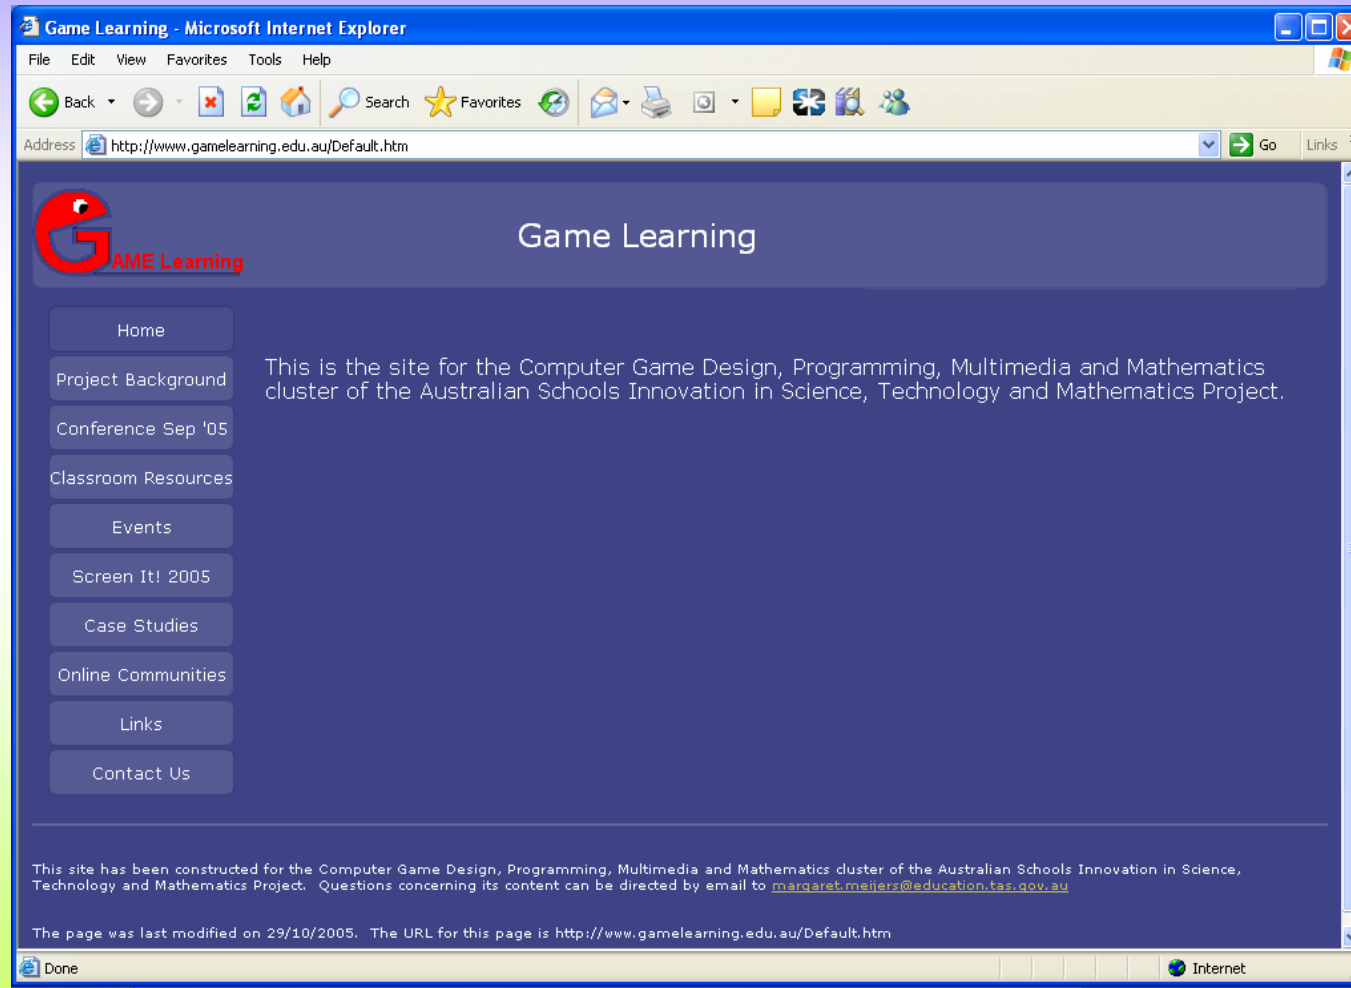 Game Learning - Microsoft Internet Explorer
File Edit View Favorites Tools Help
Back Search Favorites
Address http://www.gamelearning.edu.au/Default.htm Go Links
GAME Learning
Game Learning
Home
Project Background
Conference Sep '05
Classroom Resources
Events
Screen It! 2005
Case Studies
Online Communities
Links
Contact Us
This is the site for the Computer Game Design, Programming, Multimedia and Mathematics
cluster of the Australian Schools Innovation in Science, Technology and Mathematics Project.
This site has been constructed for the Computer Game Design, Programming, Multimedia and Mathematics cluster of the Australian Schools Innovation in Science,
Technology and Mathematics Project. Questions concerning its content can be directed by email to margaret.meijers@education.tas.gov.au
The page was last modified on 29/10/2005. The URL for this page is http://www.gamelearning.edu.au/Default.htm
Done Internet